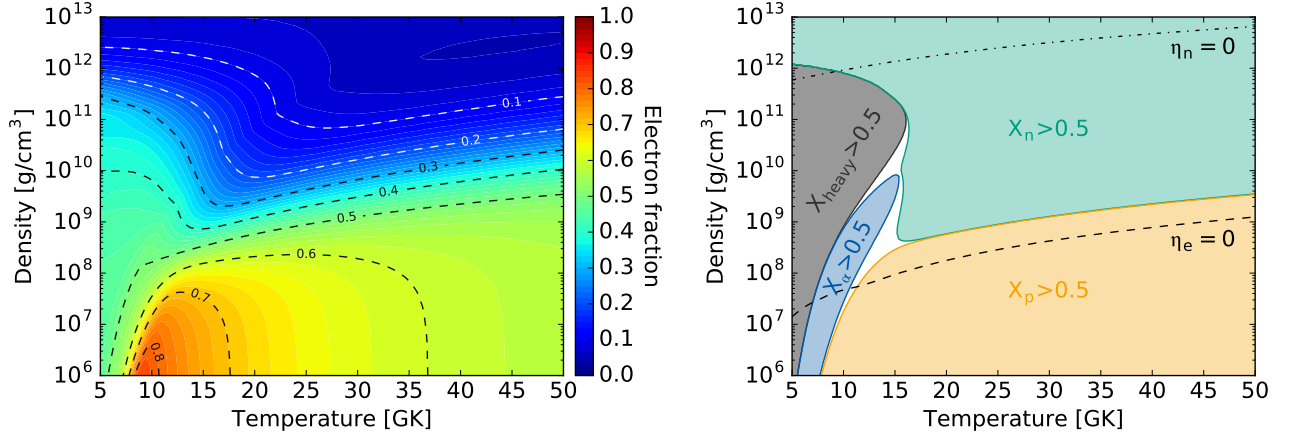 10^13
10^12
10^11
10^10
10^9
10^8
10^7
10^6
Density [g/cm^3]
5 10 15 20 25 30 35 40 45 50
Temperature [GK]
0.1
0.2
0.3
0.4
0.5
0.6
0.7
0.8
1.0
0.9
0.8
0.7
0.6
0.5
0.4
0.3
0.2
0.1
0.0
Electron fraction
10^13
10^12
10^11
10^10
10^9
10^8
10^7
10^6
Density [g/cm^3]
η_n=0
X_n>0.5
X_heavy>0.5
X_α>0.5
η_e=0
X_p>0.5
5 10 15 20 25 30 35 40 45 50
Temperature [GK]